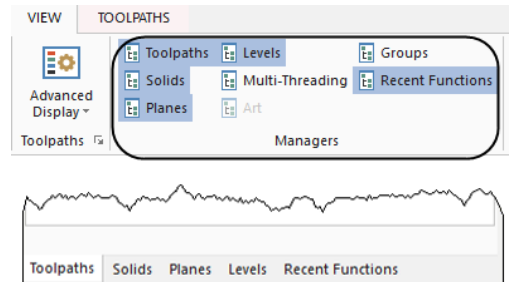 VIEW TOOLPATHS
Toolpaths Levels Groups
Solids Multi-Threading Recent Functions
Planes Art
Advanced
Display
Toolpaths Managers
Toolpaths Solids Planes Levels Recent Functions